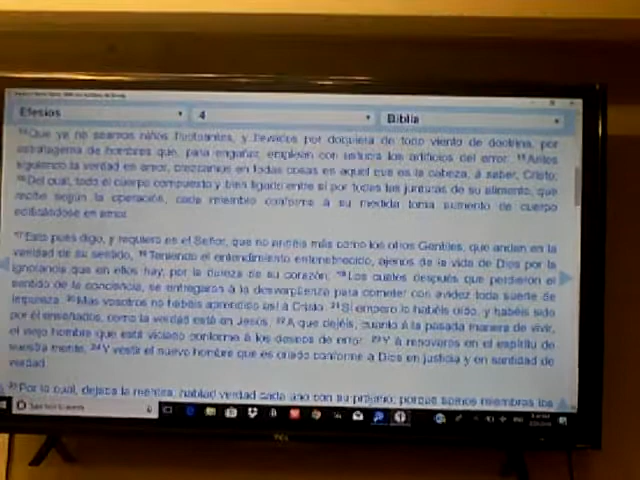 Efesios 4 Biblia
14Que ya no seamos niños fluctuantes, y llevados por doquiera de todo viento de doctrina, por
estratagema de hombres que, para engañar, emplean con astucia los artificios del error: 15Antes
siguiendo la verdad en amor, crezcamos en todas cosas en aquel que es la cabeza, á saber, Cristo;
16Del cual, todo el cuerpo compuesto y bien ligado entre sí por todas las junturas de su alimento, que
recibe según la operación, cada miembro conforme á su medida toma aumento de cuerpo
edificándose en amor.
17Esto pues digo, y requiero en el Señor, que no andéis más como los otros Gentiles, que andan en la
vanidad de su sentido, 18Teniendo el entendimiento entenebrecido, ajenos de la vida de Dios por la
ignorancia que en ellos hay, por la dureza de su corazón: 19Los cuales después que perdieron el
sentido de la conciencia, se entregaron á la desvergüenza para cometer con avidez toda suerte de
impureza. 20Mas vosotros no habéis aprendido así á Cristo: 21Si empero lo habéis oído, y habéis sido
por él enseñados, como la verdad está en Jesús, 22A que dejéis, cuanto á la pasada manera de vivir,
el viejo hombre que está viciado conforme á los deseos de error; 23Y á renovaros en el espíritu de
vuestra mente, 24Y vestir el nuevo hombre que es criado conforme á Dios en justicia y en santidad de
verdad.
25Por lo cual, dejada la mentira, hablad verdad cada uno con su prójimo; porque somos miembros los
TCL